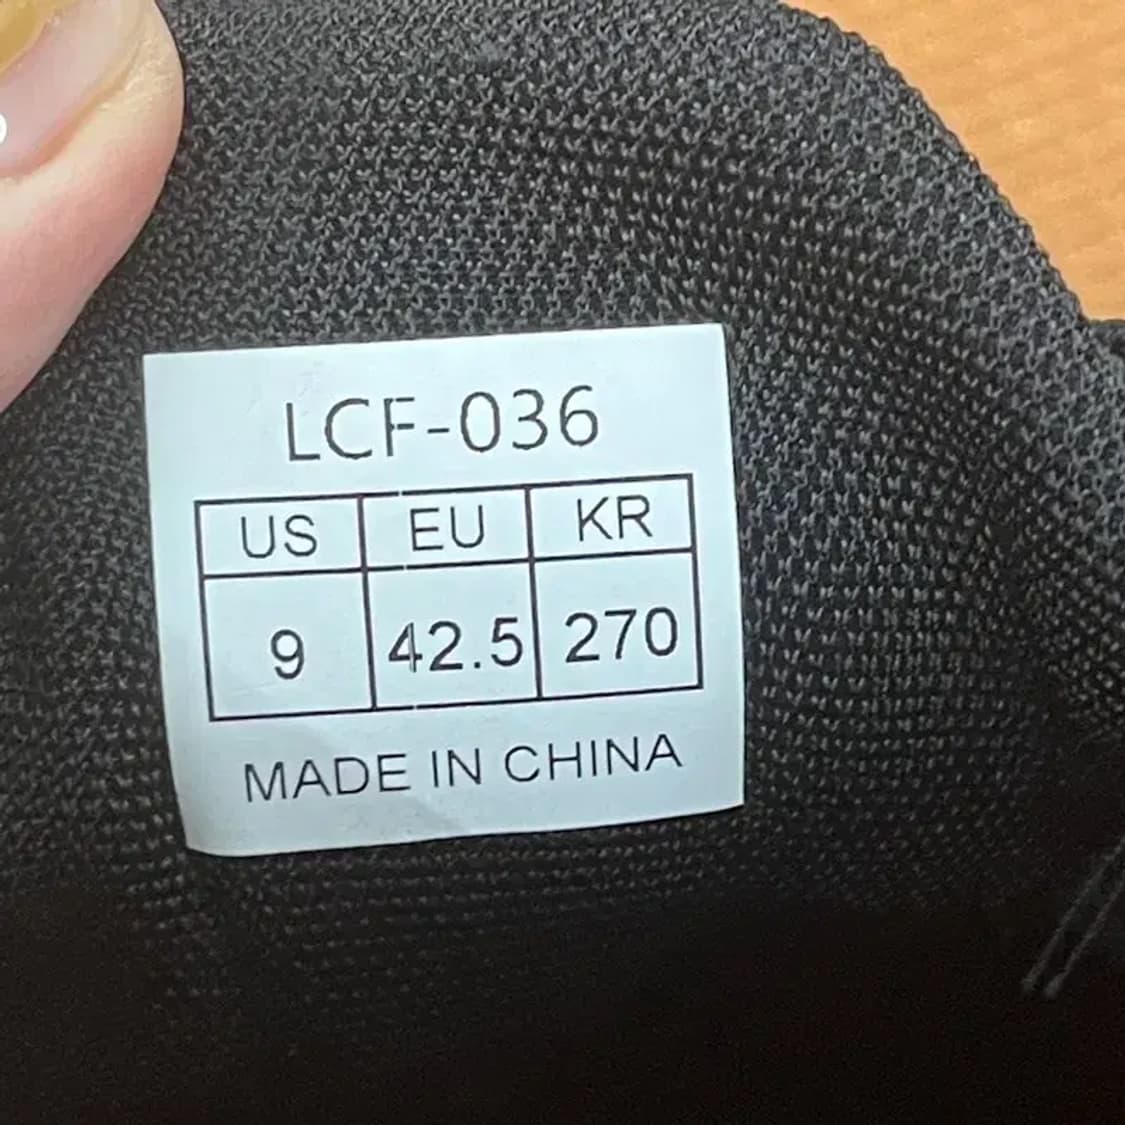 LCF-036
US EU KR
9 42.5 270
MADE IN CHINA